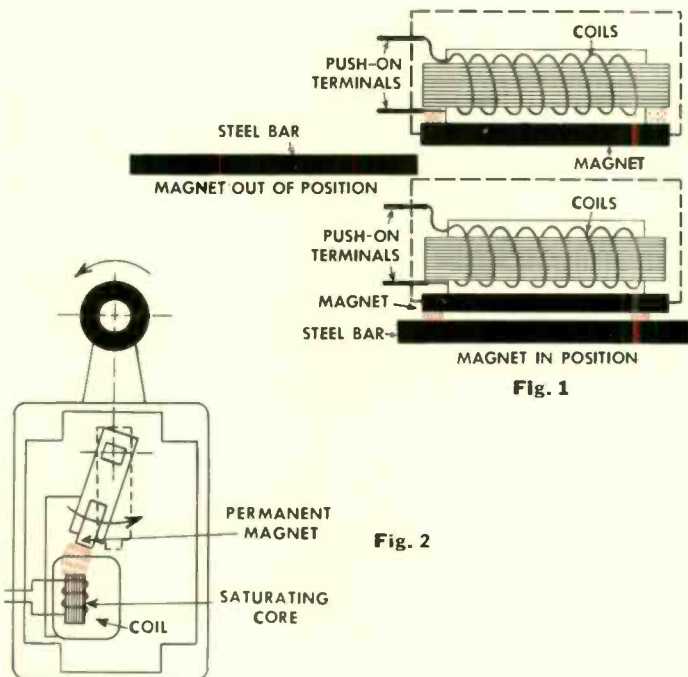 COILS
PUSH-ON
TERMINALS
STEEL BAR
MAGNET OUT OF POSITION
MAGNET
COILS
PUSH-ON
TERMINALS
MAGNET
STEEL BAR
MAGNET IN POSITION
Fig. 1
PERMANENT
MAGNET
Fig. 2
SATURATING
CORE
COIL